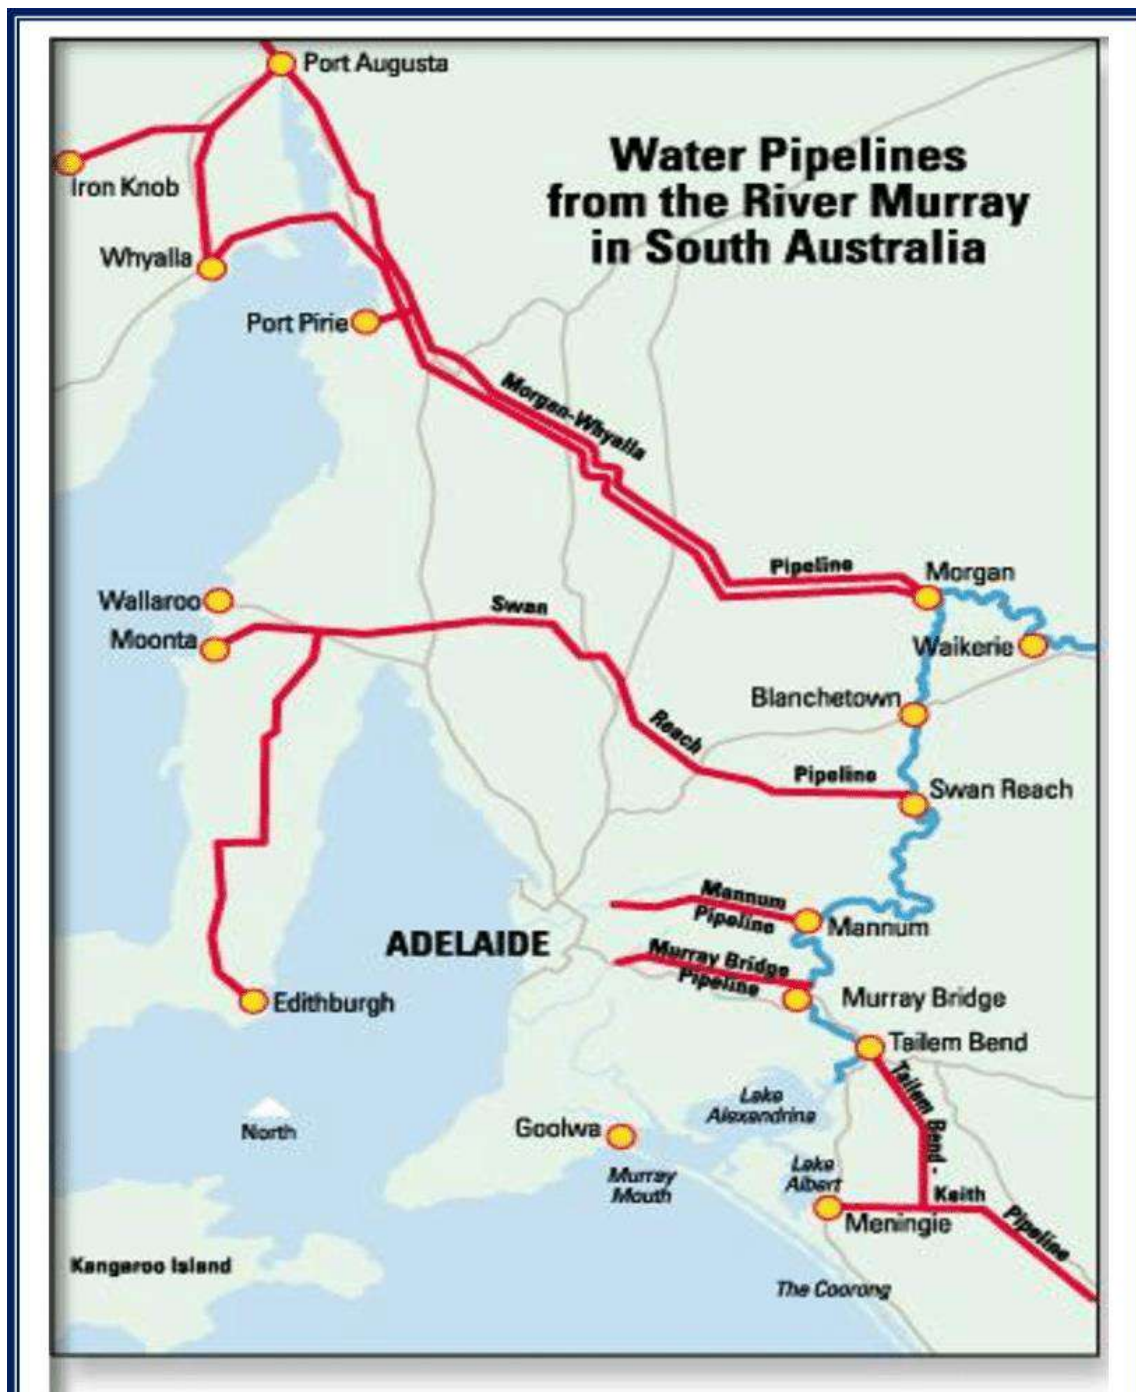 Port Augusta
Water Pipelines
from the River Murray
in South Australia
Iron Knob
Whyalla
Port Pirie
Morgan-Whyalla
Pipeline
Morgan
Wallaroo
Swan
Moonta
Waikerie
Blanchetown
Reach
Pipeline
Swan Reach
Mannum
Pipeline
Mannum
ADELAIDE
Murray Bridge
Pipeline
Murray Bridge
Edithburgh
Tailem Bend
Tailem Bend -
Lake
Alexandrina
North
Goolwa
Murray
Mouth
Lake
Albert
Keith
Meningie
Pipeline
Kangaroo Island
The Coorong